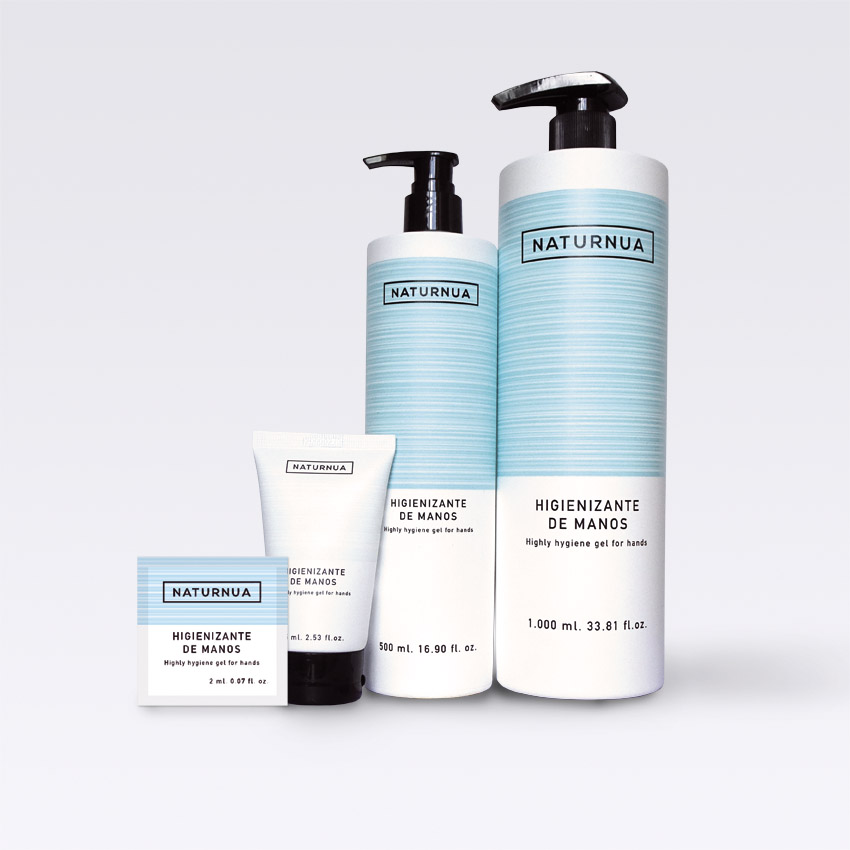 NATURNUA
HIGIENIZANTE
DE MANOS
Highly hygiene gel for hands
2 ml. 0.07 fl. oz
NATURNUA
HIGIENIZANTE
DE MANOS
hygiene gel for hands
ml. 2.53 fl.oz.
NATURNUA
HIGIENIZANTE
DE MANOS
Highly hygiene gel for hands
500 ml. 16.90 fl. oz.
NATURNUA
HIGIENIZANTE
DE MANOS
Highly hygiene gel for hands
1.000 ml. 33.81 fl.oz.